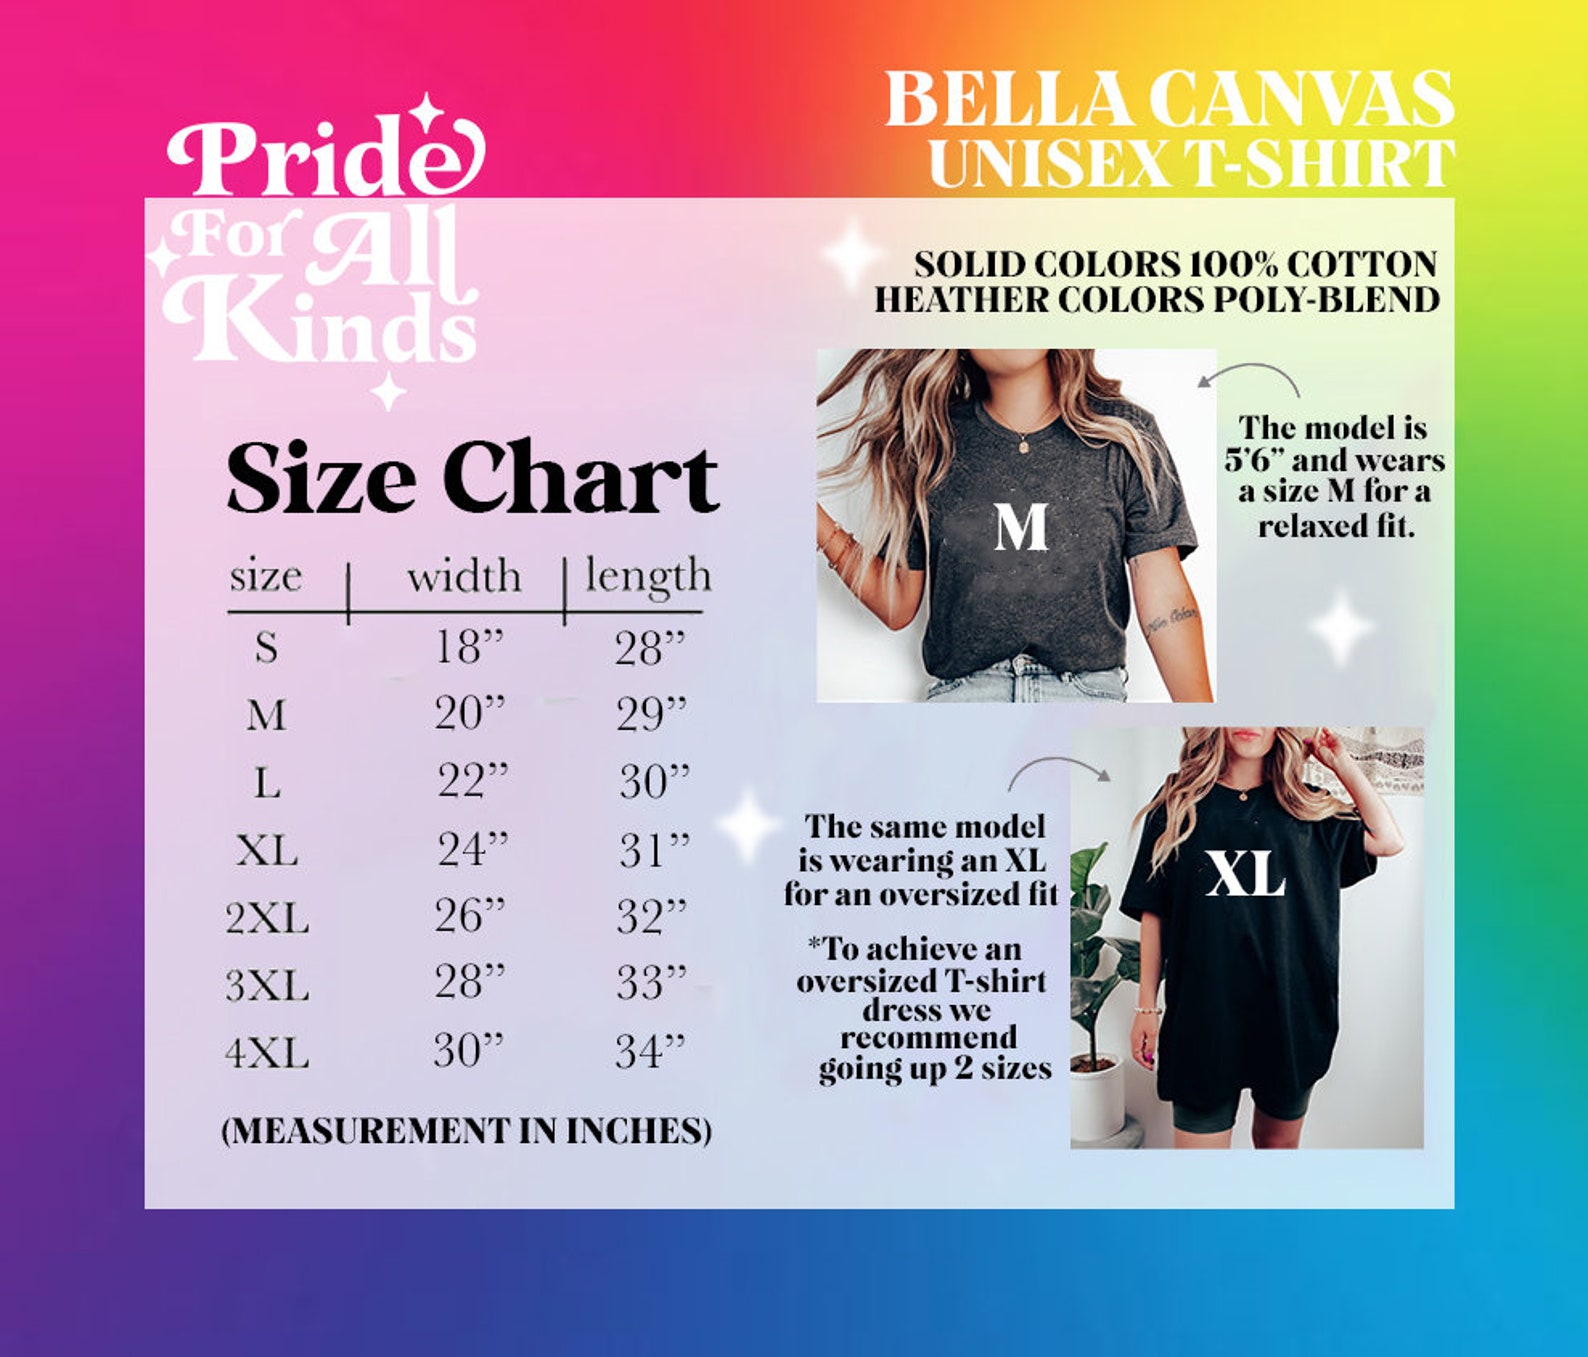 Pride
For All
Kinds
BELLA CANVAS
UNISEX T-SHIRT
SOLID COLORS 100% COTTON
HEATHER COLORS POLY-BLEND
Size Chart
size | width | length
S 18” 28”
M 20” 29”
L 22” 30”
XL 24” 31”
2XL 26” 32”
3XL 28” 33”
4XL 30” 34”
(MEASUREMENT IN INCHES)
M
The model is
5’6” and wears
a size M for a
relaxed fit.
XL
The same model
is wearing an XL
for an oversized fit
*To achieve an
oversized T-shirt
dress we
recommend
going up 2 sizes